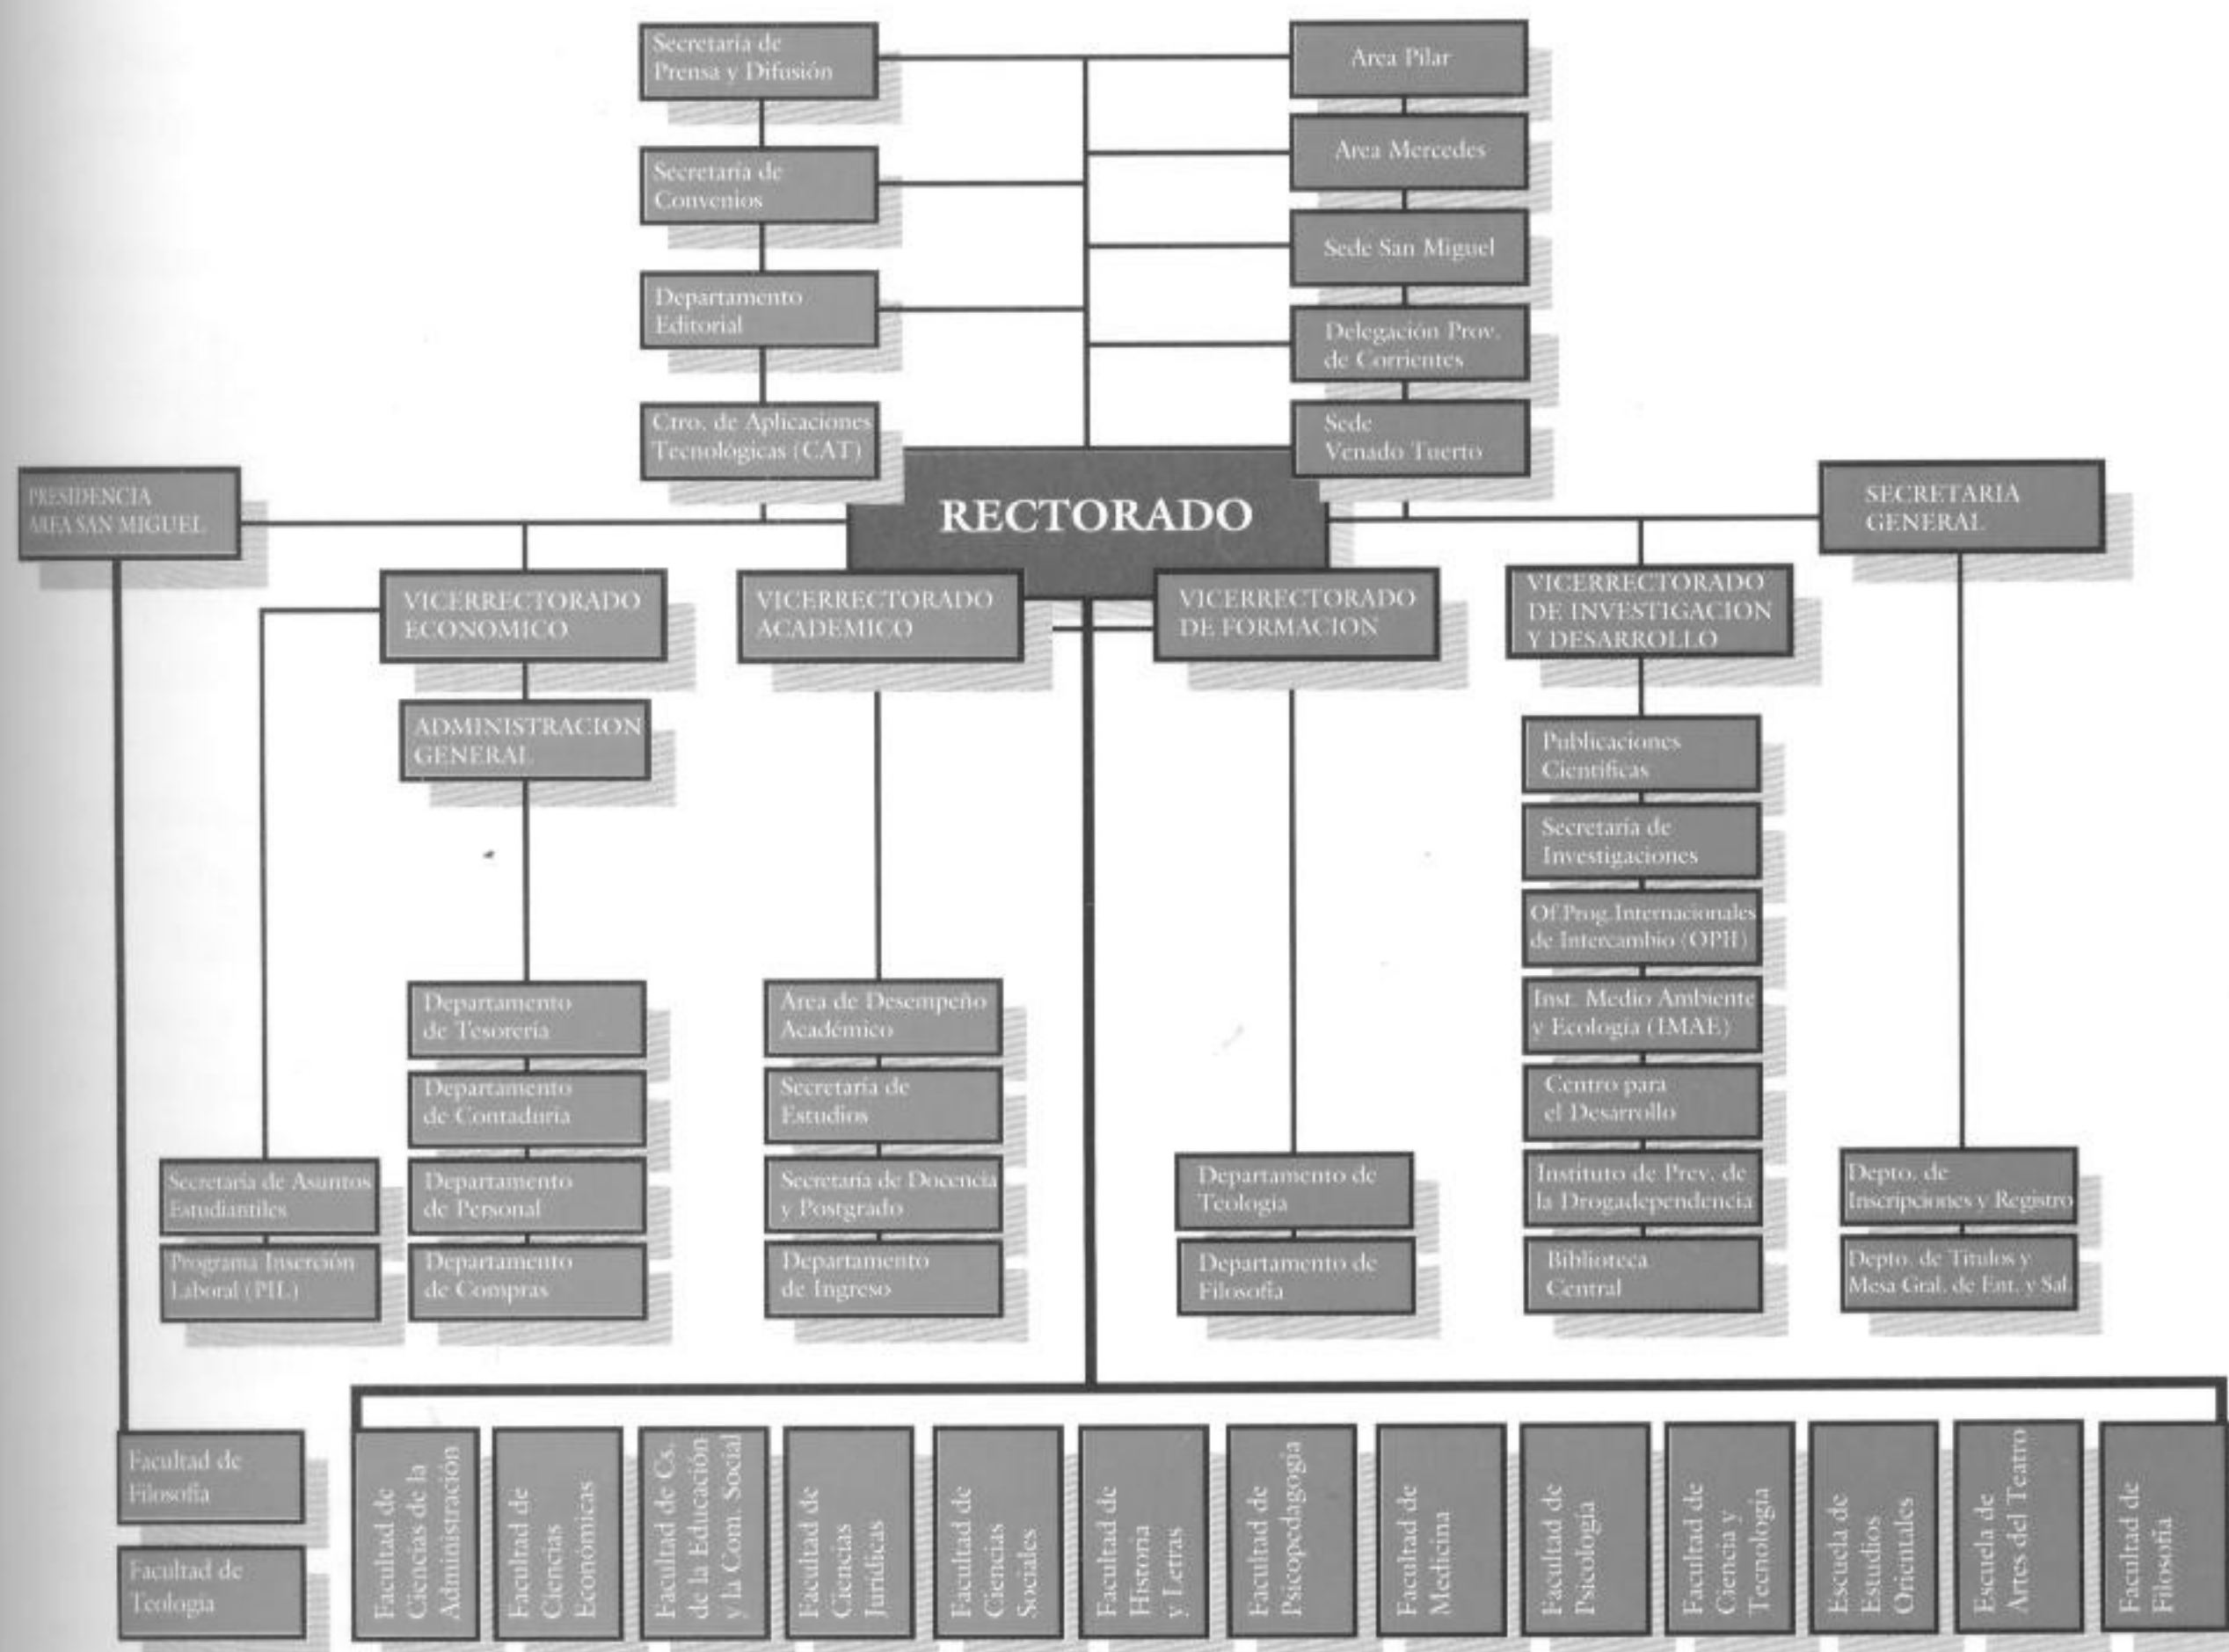 Secretaría de
Prensa y Difusión
Area Pilar
Secretaría de
Convenios
Area Mercedes
Departamento
Editorial
Sede San Miguel
Ctro. de Aplicaciones
Tecnológicas (CAT)
Delegación Prov.
de Corrientes
Sede
Venado Tuerto
PRESIDENCIA
AREA SAN MIGUEL
RECTORADO
SECRETARIA
GENERAL
VICERRECTORADO
ECONOMICO
VICERRECTORADO
ACADEMICO
VICERRECTORADO
DE FORMACION
VICERRECTORADO
DE INVESTIGACION
Y DESARROLLO
ADMINISTRACION
GENERAL
Publicaciones
Científicas
Secretaría de
Investigaciones
Of.Prog.Internacionales
de Intercambio (OPII)
Inst. Medio Ambiente
y Ecología (IMAE)
Centro para
el Desarrollo
Instituto de Prev. de
la Drogadependencia
Biblioteca
Central
Secretaría de Asuntos
Estudiantiles
Programa Inserción
Laboral (PIL)
Departamento
de Tesorería
Departamento
de Contaduría
Departamento
de Personal
Departamento
de Compras
Area de Desempeño
Académico
Secretaría de
Estudios
Secretaría de Docencia
y Postgrado
Departamento
de Ingreso
Departamento de
Teología
Departamento de
Filosofía
Depto. de
Inscripciones y Registro
Depto. de Títulos y
Mesa Gral. de Ent. y Sal.
Facultad de
Filosofía
Facultad de
Teología
Facultad de
Ciencias de la
Administración
Facultad de
Ciencias
Economicas
Facultad de Cs.
de la Educación
y la Com. Social
Facultad de
Ciencias
Jurídicas
Facultad de
Ciencias
Sociales
Facultad de
Historia
y Letras
Facultad de
Psicopedagogía
Facultad de
Medicina
Facultad de
Psicología
Facultad de
Ciencia y
Tecnología
Escuela de
Estudios
Orientales
Escuela de
Artes del Teatro
Facultad de
Filosofía